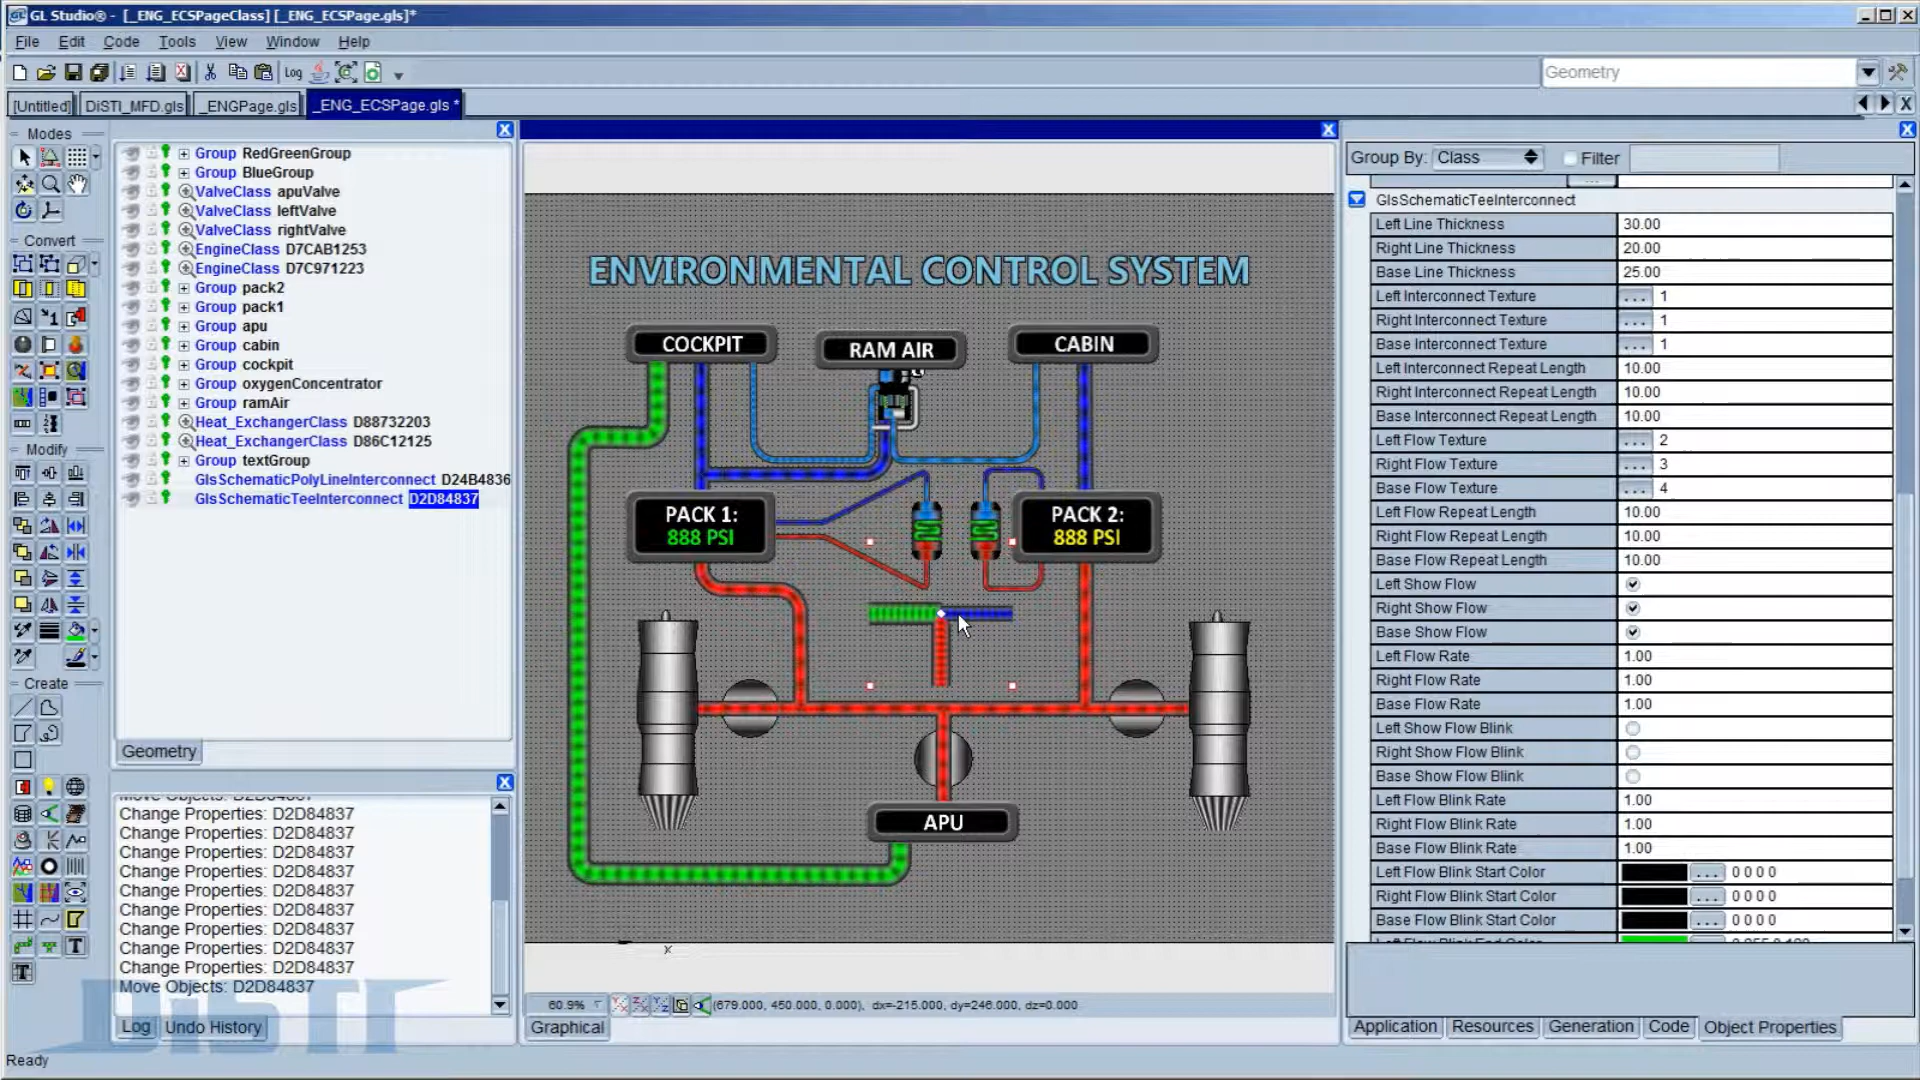 GL Studio® - [_ENG_ECSPageClass] [_ENG_ECSPage.gls]*
File Edit Code Tools View Window Help
Log
Geometry
[Untitled] DiSTI_MFD.gls _ENGPage.gls _ENG_ECSPage.gls *
Modes
Convert
Modify
Create
Group RedGreenGroup
Group BlueGroup
ValveClass apuValve
ValveClass leftValve
ValveClass rightValve
EngineClass D7CAB1253
EngineClass D7C971223
Group pack2
Group pack1
Group apu
Group cabin
Group cockpit
Group oxygenConcentrator
Group ramAir
Heat_ExchangerClass D88732203
Heat_ExchangerClass D86C12125
Group textGroup
GlsSchematicPolyLineInterconnect D24B4836
GlsSchematicTeeInterconnect D2D84837
Geometry
Move Objects: D2D84837
Change Properties: D2D84837
Change Properties: D2D84837
Change Properties: D2D84837
Change Properties: D2D84837
Change Properties: D2D84837
Change Properties: D2D84837
Change Properties: D2D84837
Change Properties: D2D84837
Change Properties: D2D84837
Move Objects: D2D84837
Log Undo History
DiSTI
Ready
ENVIRONMENTAL CONTROL SYSTEM
COCKPIT
RAM AIR
CABIN
PACK 1:
888 PSI
PACK 2:
888 PSI
APU
x
60.9% (679.000, 450.000, 0.000), dx=-215.000, dy=246.000, dz=0.000
Graphical
Group By: Class Filter
GlsSchematicTeeInterconnect
Left Line Thickness 30.00
Right Line Thickness 20.00
Base Line Thickness 25.00
Left Interconnect Texture ... 1
Right Interconnect Texture ... 1
Base Interconnect Texture ... 1
Left Interconnect Repeat Length 10.00
Right Interconnect Repeat Length 10.00
Base Interconnect Repeat Length 10.00
Left Flow Texture ... 2
Right Flow Texture ... 3
Base Flow Texture ... 4
Left Flow Repeat Length 10.00
Right Flow Repeat Length 10.00
Base Flow Repeat Length 10.00
Left Show Flow
Right Show Flow
Base Show Flow
Left Flow Rate 1.00
Right Flow Rate 1.00
Base Flow Rate 1.00
Left Show Flow Blink
Right Show Flow Blink
Base Show Flow Blink
Left Flow Blink Rate 1.00
Right Flow Blink Rate 1.00
Base Flow Blink Rate 1.00
Left Flow Blink Start Color ... 0 0 0 0
Right Flow Blink Start Color ... 0 0 0 0
Base Flow Blink Start Color ... 0 0 0 0
Left Flow Blink End Color
Application Resources Generation Code Object Properties